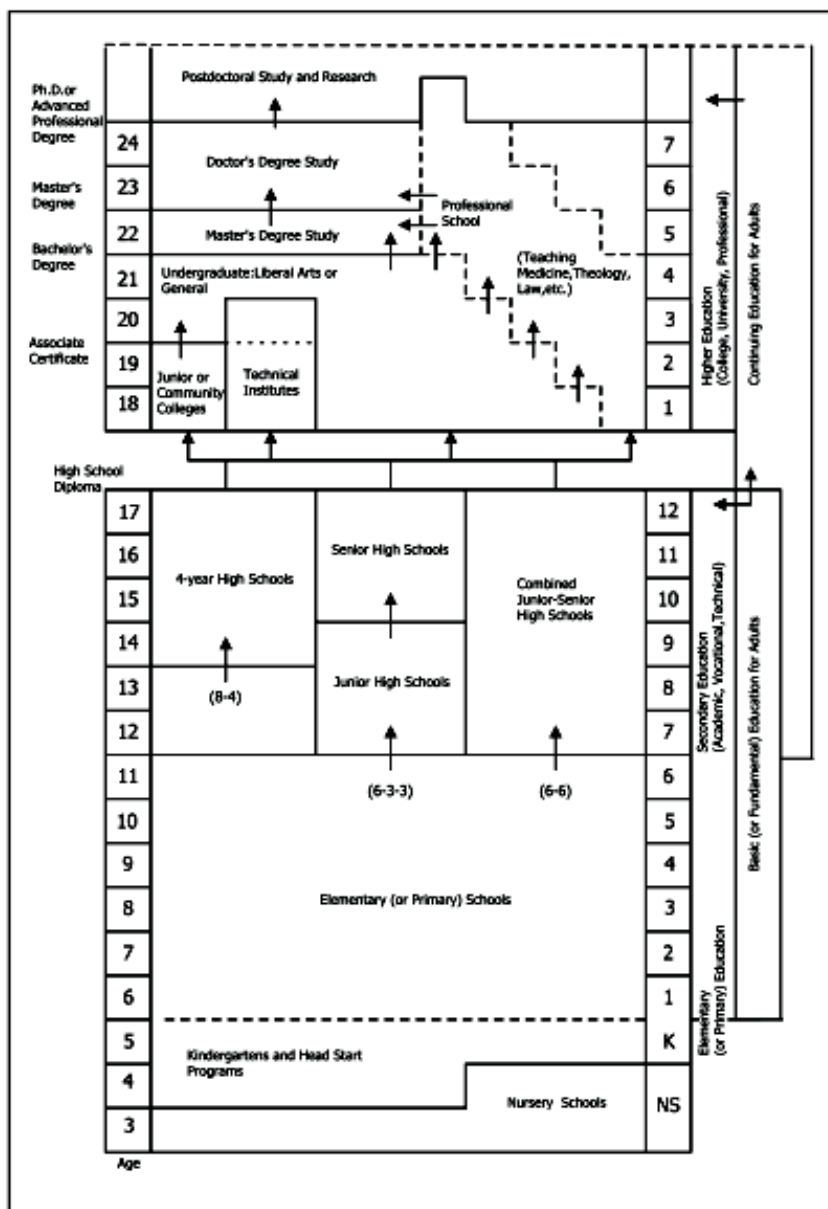 Postdoctoral Study and Research
Ph.D.or
Advanced
Professional
Degree
24
7
Doctor's Degree Study
Master's
Degree
23
6
Professional
School
Bachelor's
Degree
22
Master's Degree Study
5
21
Undergraduate:Liberal Arts or
General
(Teaching
Medicine,Theology,
Law,etc.)
4
20
3
Associate
Certificate
19
2
Junior or
Community
Colleges
Technical
Institutes
18
1
Higher Education
(College, University, Professional)
Continuing Education for Adults
High School
Diploma
17
12
16
Senior High Schools
11
4-year High Schools
Combined
Junior-Senior
High Schools
15
10
14
9
13
(8-4)
Junior High Schools
8
12
7
Secondary Education
(Academic, Vocational,Technical)
Basic (or Fundamental) Education for Adults
11
(6-3-3)
(6-6)
6
10
5
9
4
8
Elementary (or Primary) Schools
3
7
2
6
1
Elementary
(or Primary) Education
5
K
Kindergartens and Head Start
Programs
4
Nursery Schools
NS
3
Age